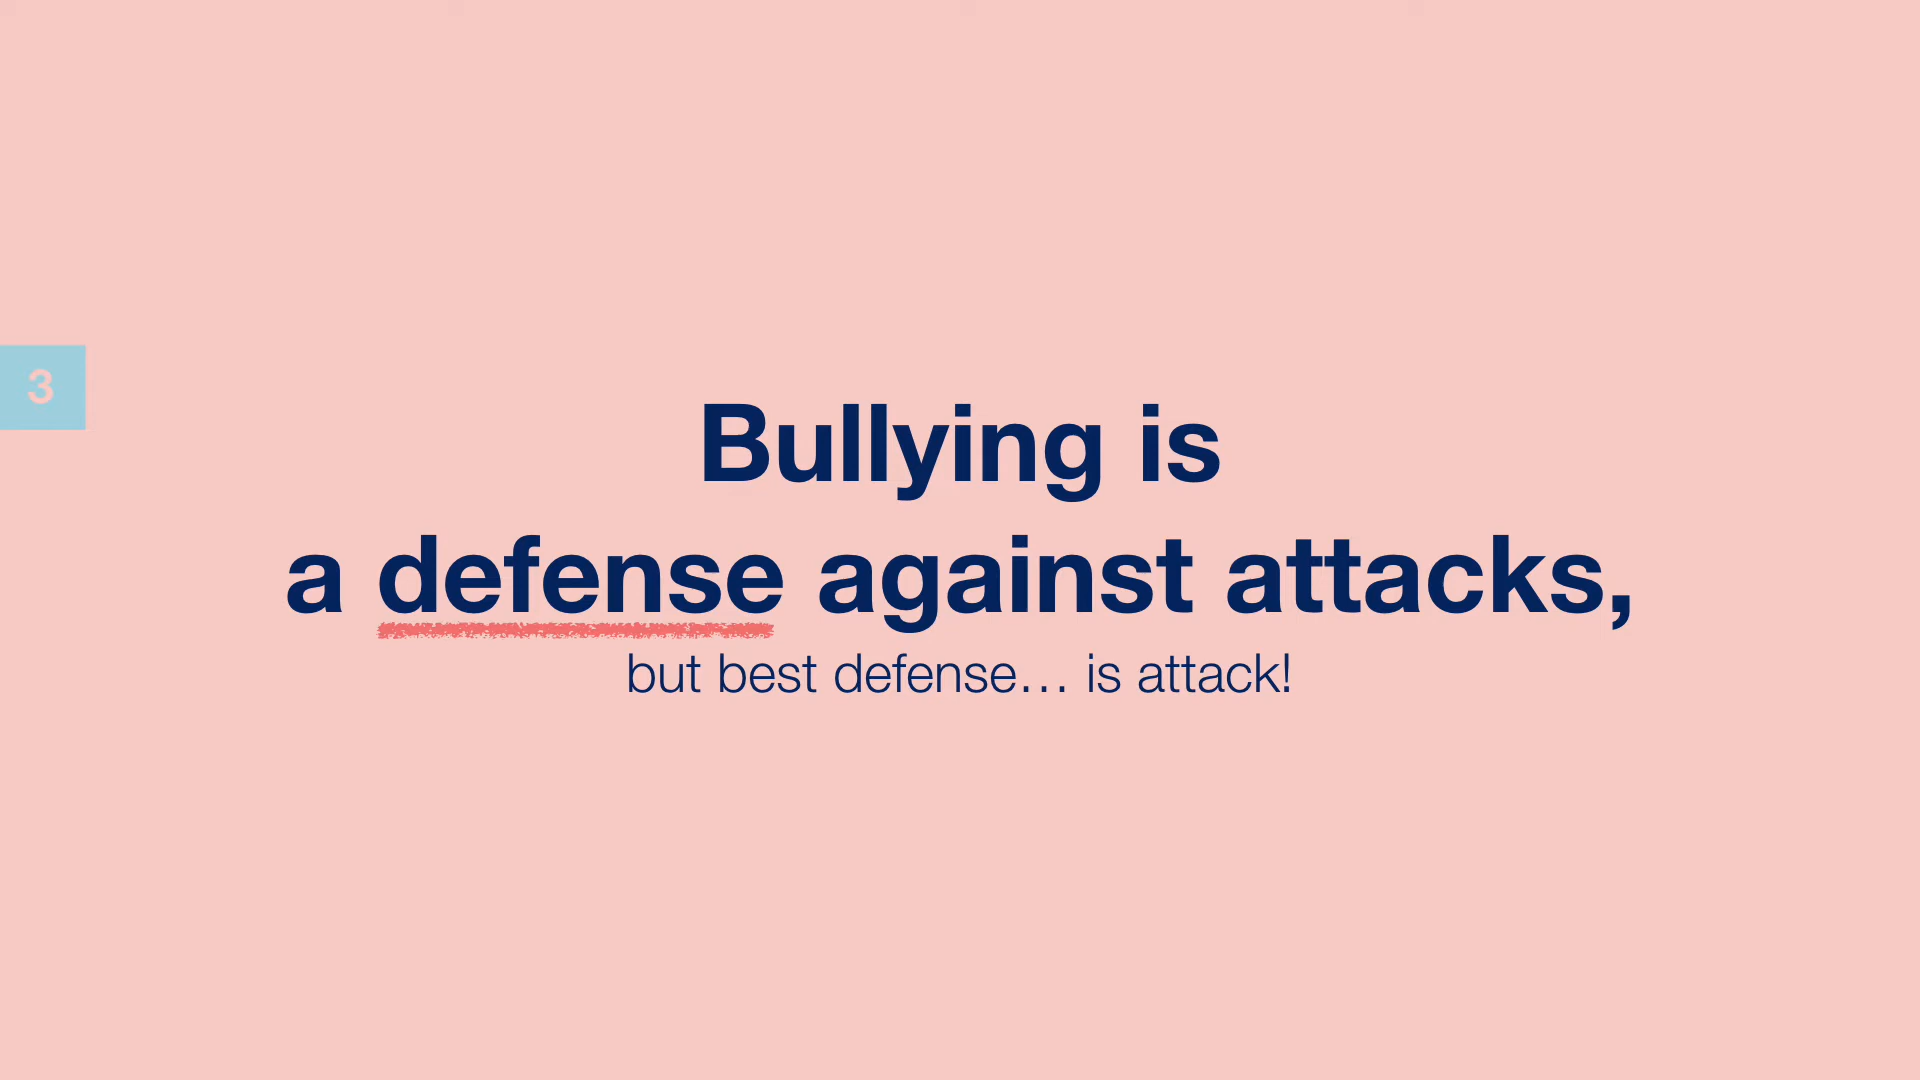 3
Bullying is
a defense against attacks,
but best defense… is attack!